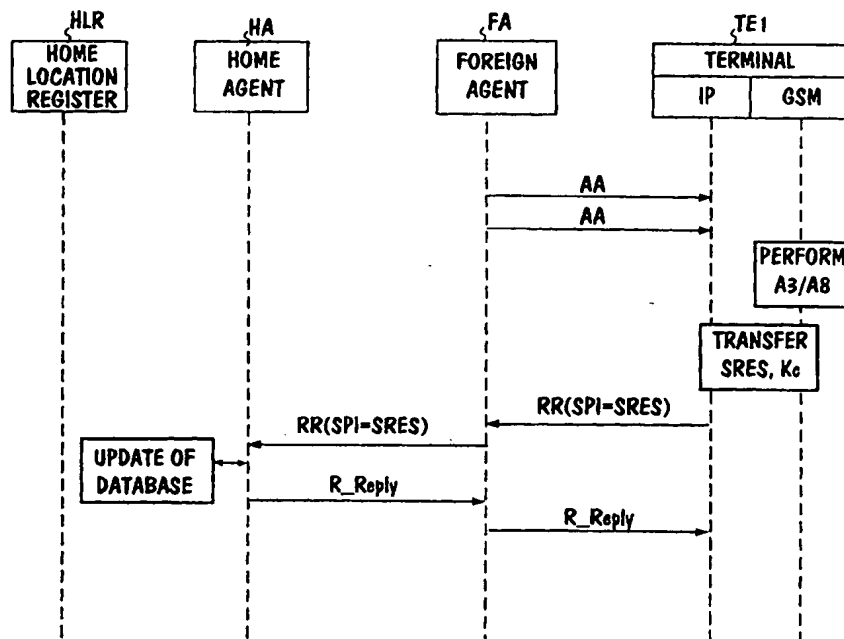 HLR
HA
FA
TE1
HOME
LOCATION
REGISTER
HOME
AGENT
FOREIGN
AGENT
TERMINAL
IP
GSM
AA
AA
PERFORM
A3/A8
TRANSFER
SRES, Kc
RR(SPI=SRES)
RR(SPI=SRES)
UPDATE OF
DATABASE
R_Reply
R_Reply